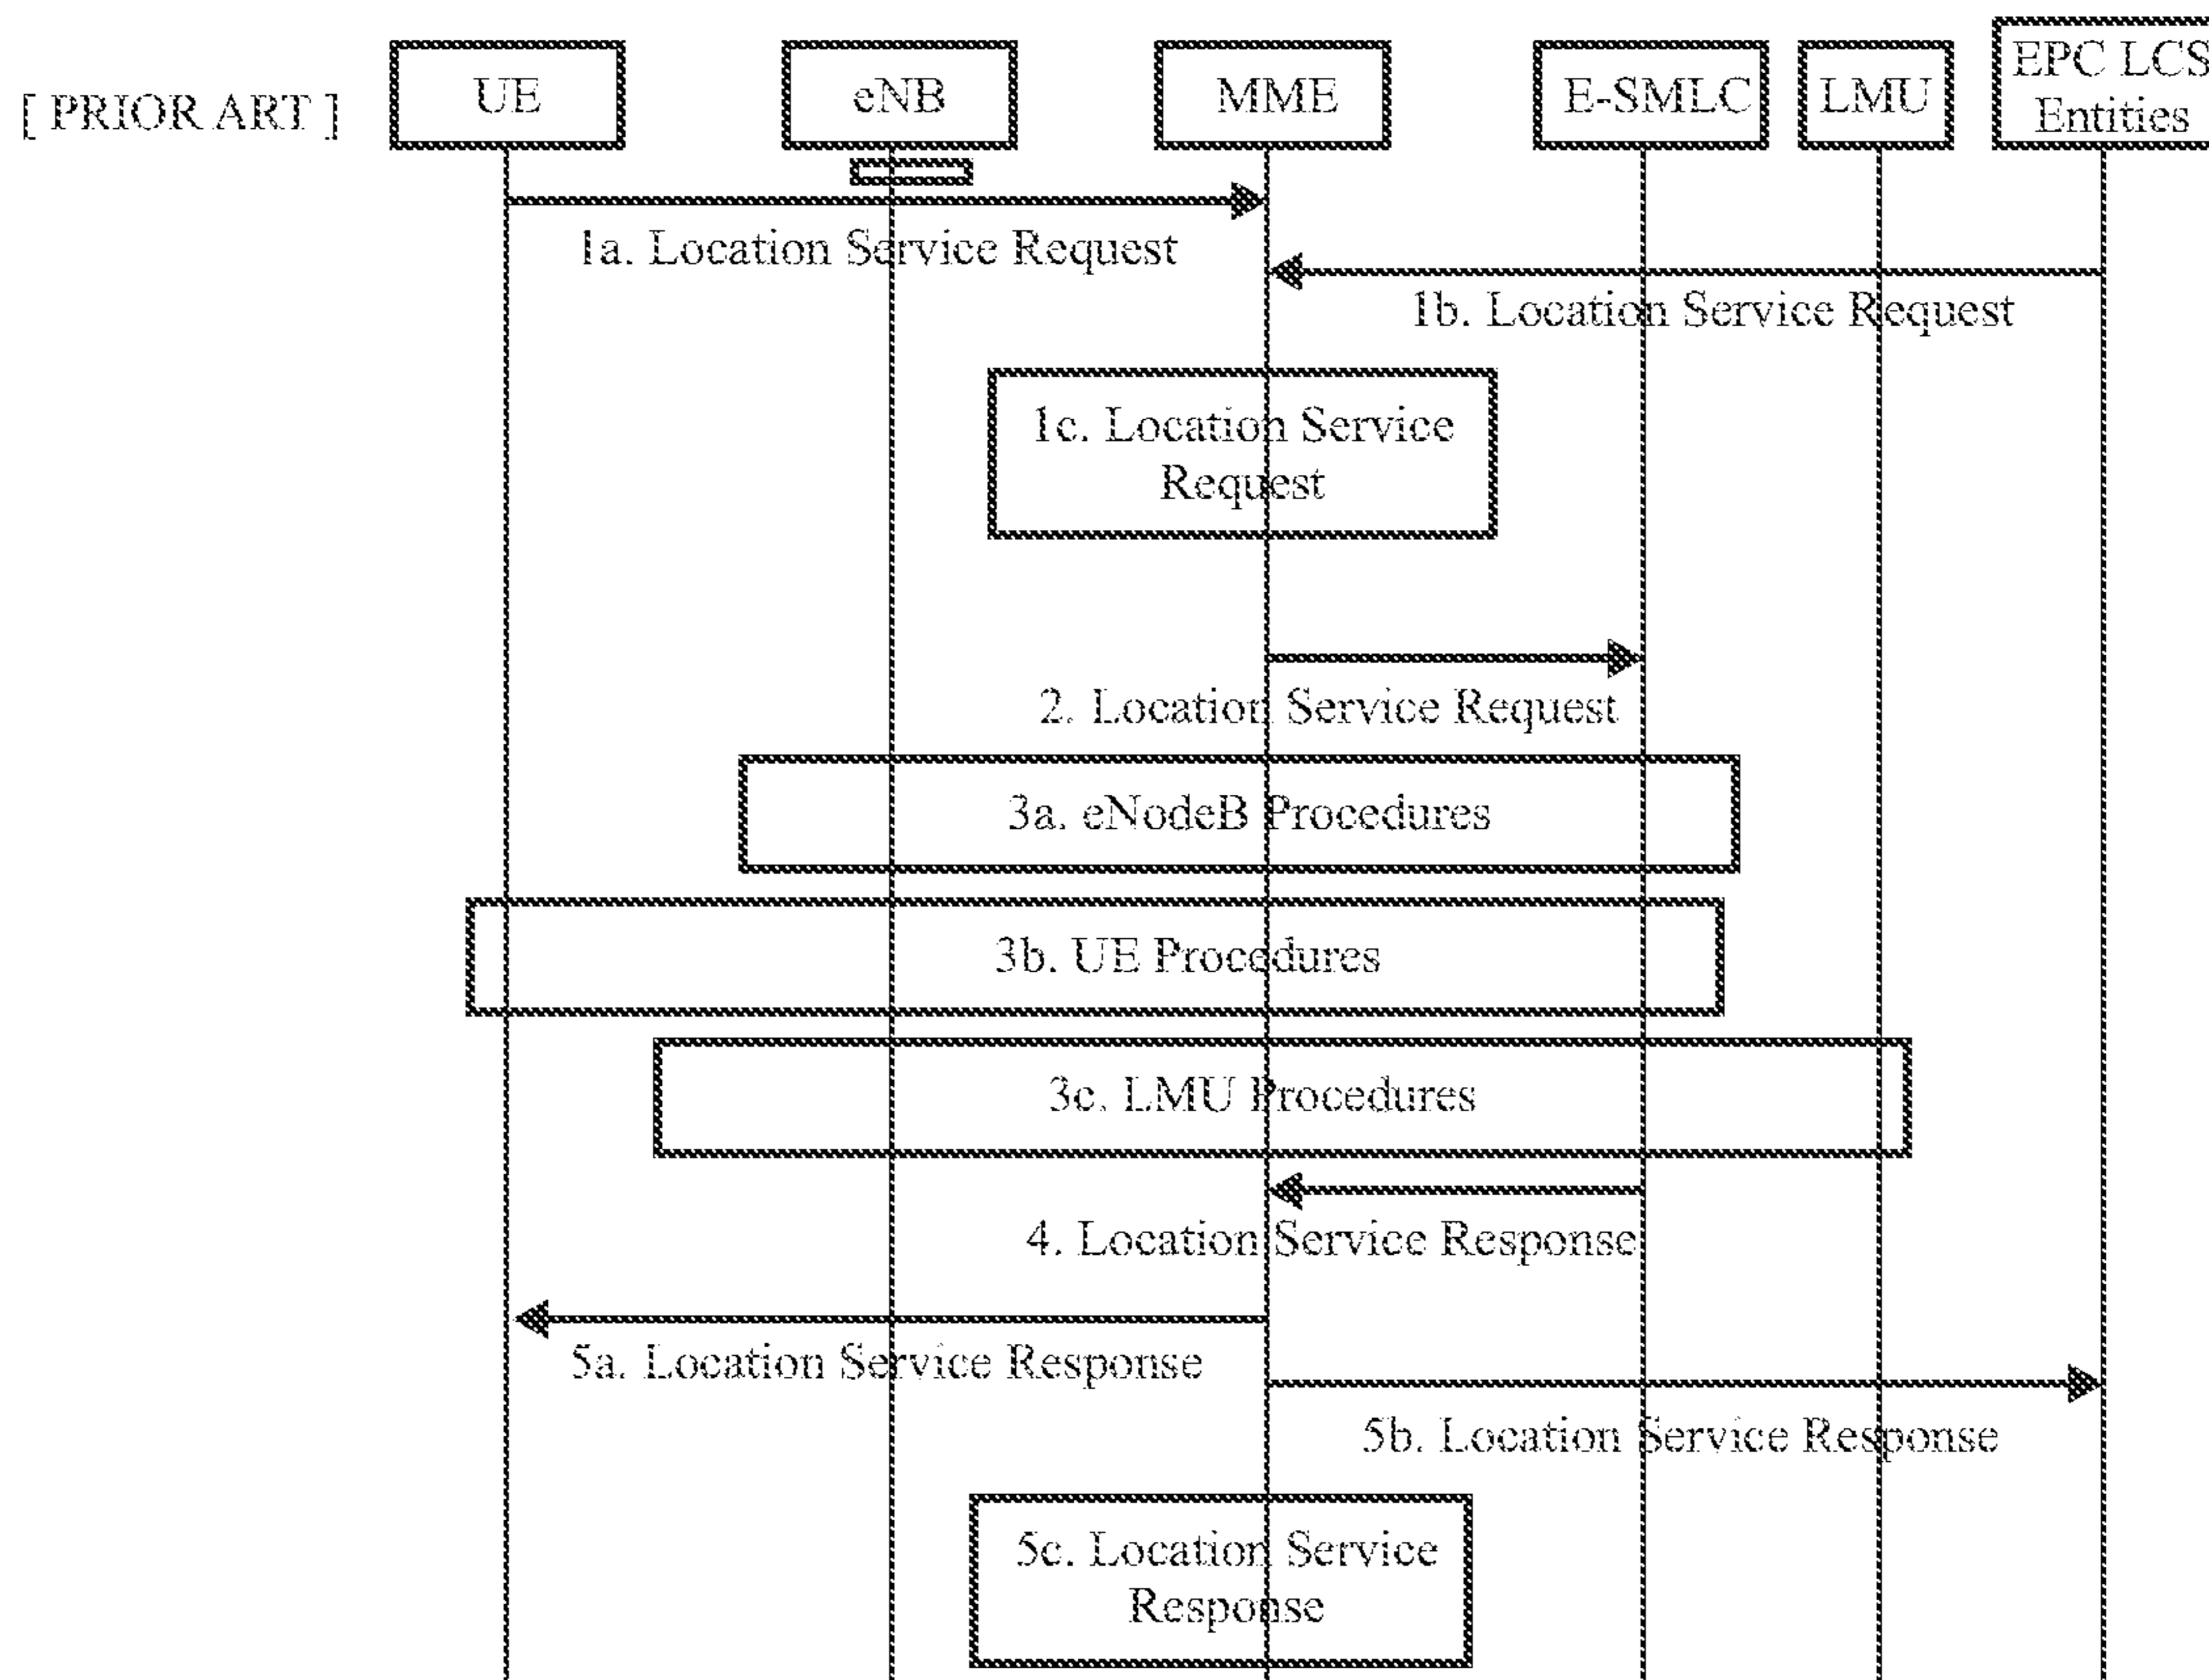 [ PRIOR ART ]
UE
eNB
MME
E-SMLC
LMU
EPC LCS
Entities
1a. Location Service Request
1b. Location Service Request
1c. Location Service
Request
2. Location Service Request
3a. eNodeB Procedures
3b. UE Procedures
3c. LMU Procedures
4. Location Service Response
5a. Location Service Response
5b. Location Service Response
5c. Location Service
Response